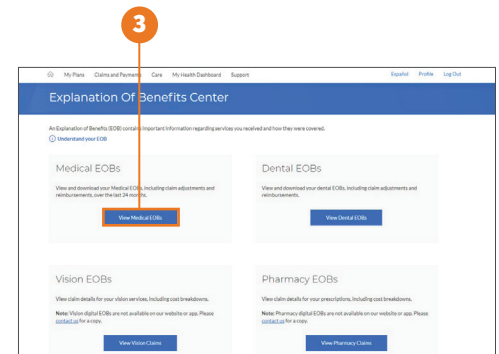 3
My Plans Claims and Payments Care My Health Dashboard Support Español Profile Log Out
Explanation Of Benefits Center
An Explanation of Benefits (EOB) contains important information regarding services you received and how they were covered.
Understand your EOB
Medical EOBs
View and download your Medical EOBs, including claim adjustments and
reimbursements, over the last 24 months.
View Medical EOBs
Dental EOBs
View and download your dental EOBs, including claim adjustments and
reimbursements.
View Dental EOBs
Vision EOBs
View claim details for your vision services, including cost breakdowns.
Note: Vision digital EOBs are not available on our website or app. Please
contact us for a copy.
View Vision Claims
Pharmacy EOBs
View claim details for your prescriptions, including cost breakdowns.
Note: Pharmacy digital EOBs are not available on our website or app. Please
contact us for a copy.
View Pharmacy Claims